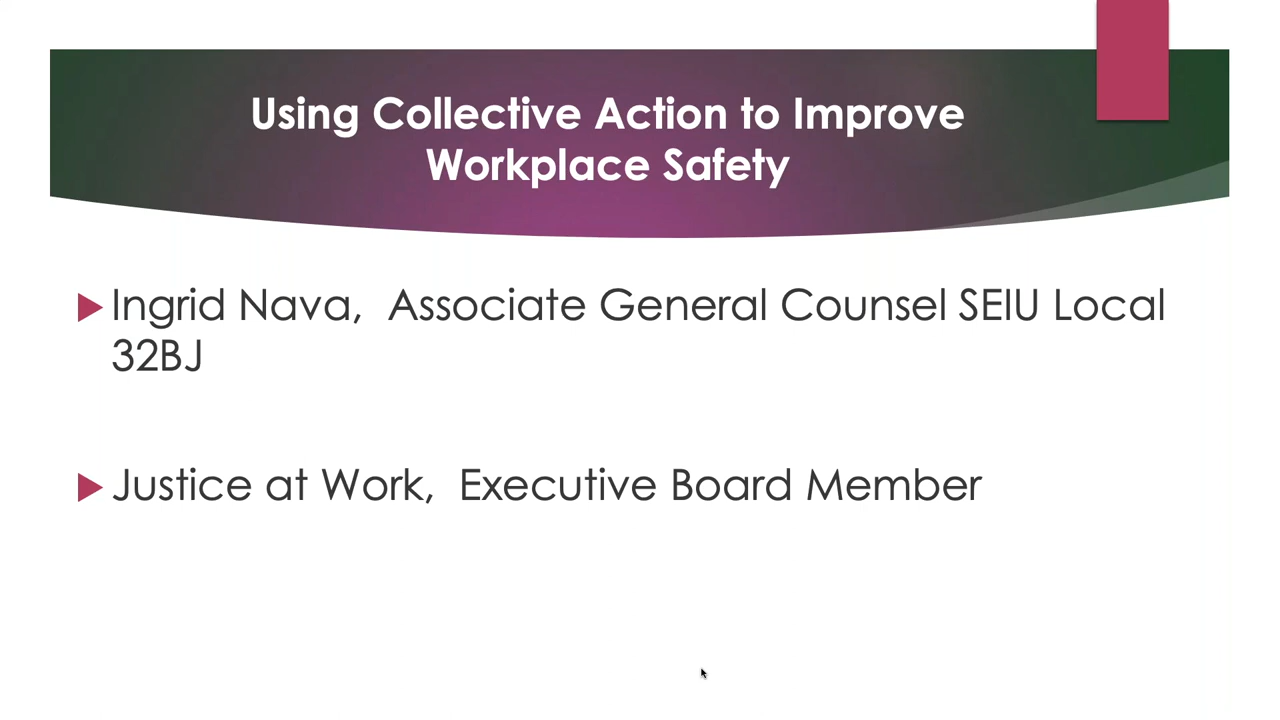 Using Collective Action to Improve
Workplace Safety
Ingrid Nava,  Associate General Counsel SEIU Local
32BJ
Justice at Work,  Executive Board Member